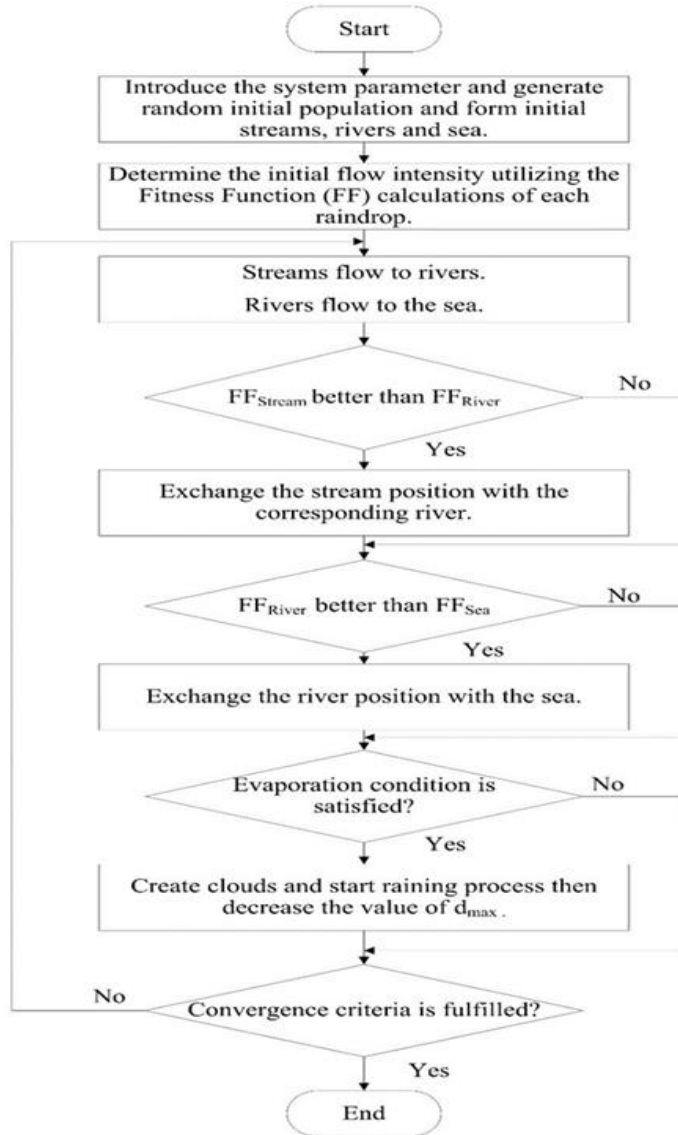 Start
Introduce the system parameter and generate
random initial population and form initial
streams, rivers and sea.
Determine the initial flow intensity utilizing the
Fitness Function (FF) calculations of each
raindrop.
Streams flow to rivers.
Rivers flow to the sea.
FFStream better than FFRiver
No
Yes
Exchange the stream position with the
corresponding river.
FFRiver better than FFSea
No
Yes
Exchange the river position with the sea.
Evaporation condition is
satisfied?
No
Yes
Create clouds and start raining process then
decrease the value of dmax .
No
Convergence criteria is fulfilled?
Yes
End